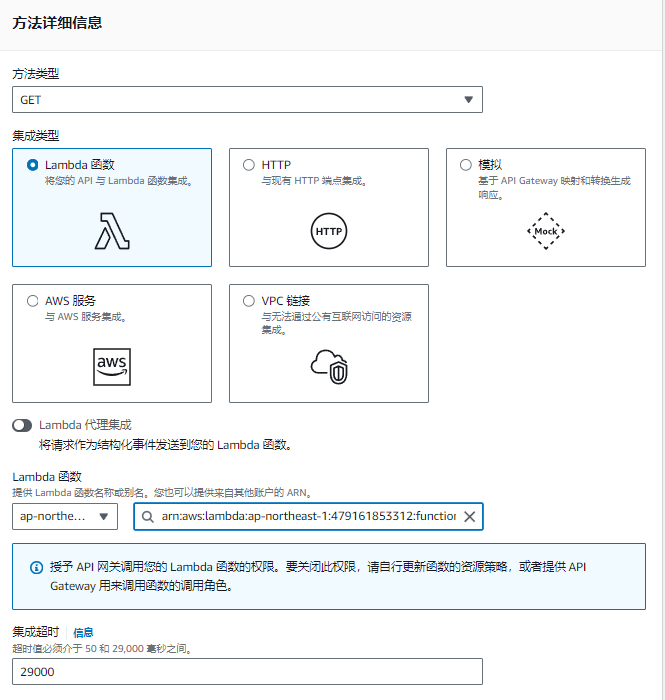 方法详细信息
方法类型
GET
集成类型
Lambda 函数
将您的 API 与 Lambda 函数集成。
HTTP
与现有 HTTP 端点集成。
HTTP
模拟
基于 API Gateway 映射和转换生成
响应。
Mock
AWS 服务
与 AWS 服务集成。
aws
VPC 链接
与无法通过公有互联网访问的资源
集成。
Lambda 代理集成
将请求作为结构化事件发送到您的 Lambda 函数。
Lambda 函数
提供 Lambda 函数名称或别名。您也可以提供来自其他账户的 ARN。
ap-northe...
arn:aws:lambda:ap-northeast-1:479161853312:function
授予 API 网关调用您的 Lambda 函数的权限。要关闭此权限，请自行更新函数的资源策略，或者提供 API
Gateway 用来调用函数的调用角色。
集成超时 信息
超时值必须介于 50 和 29,000 毫秒之间。
29000